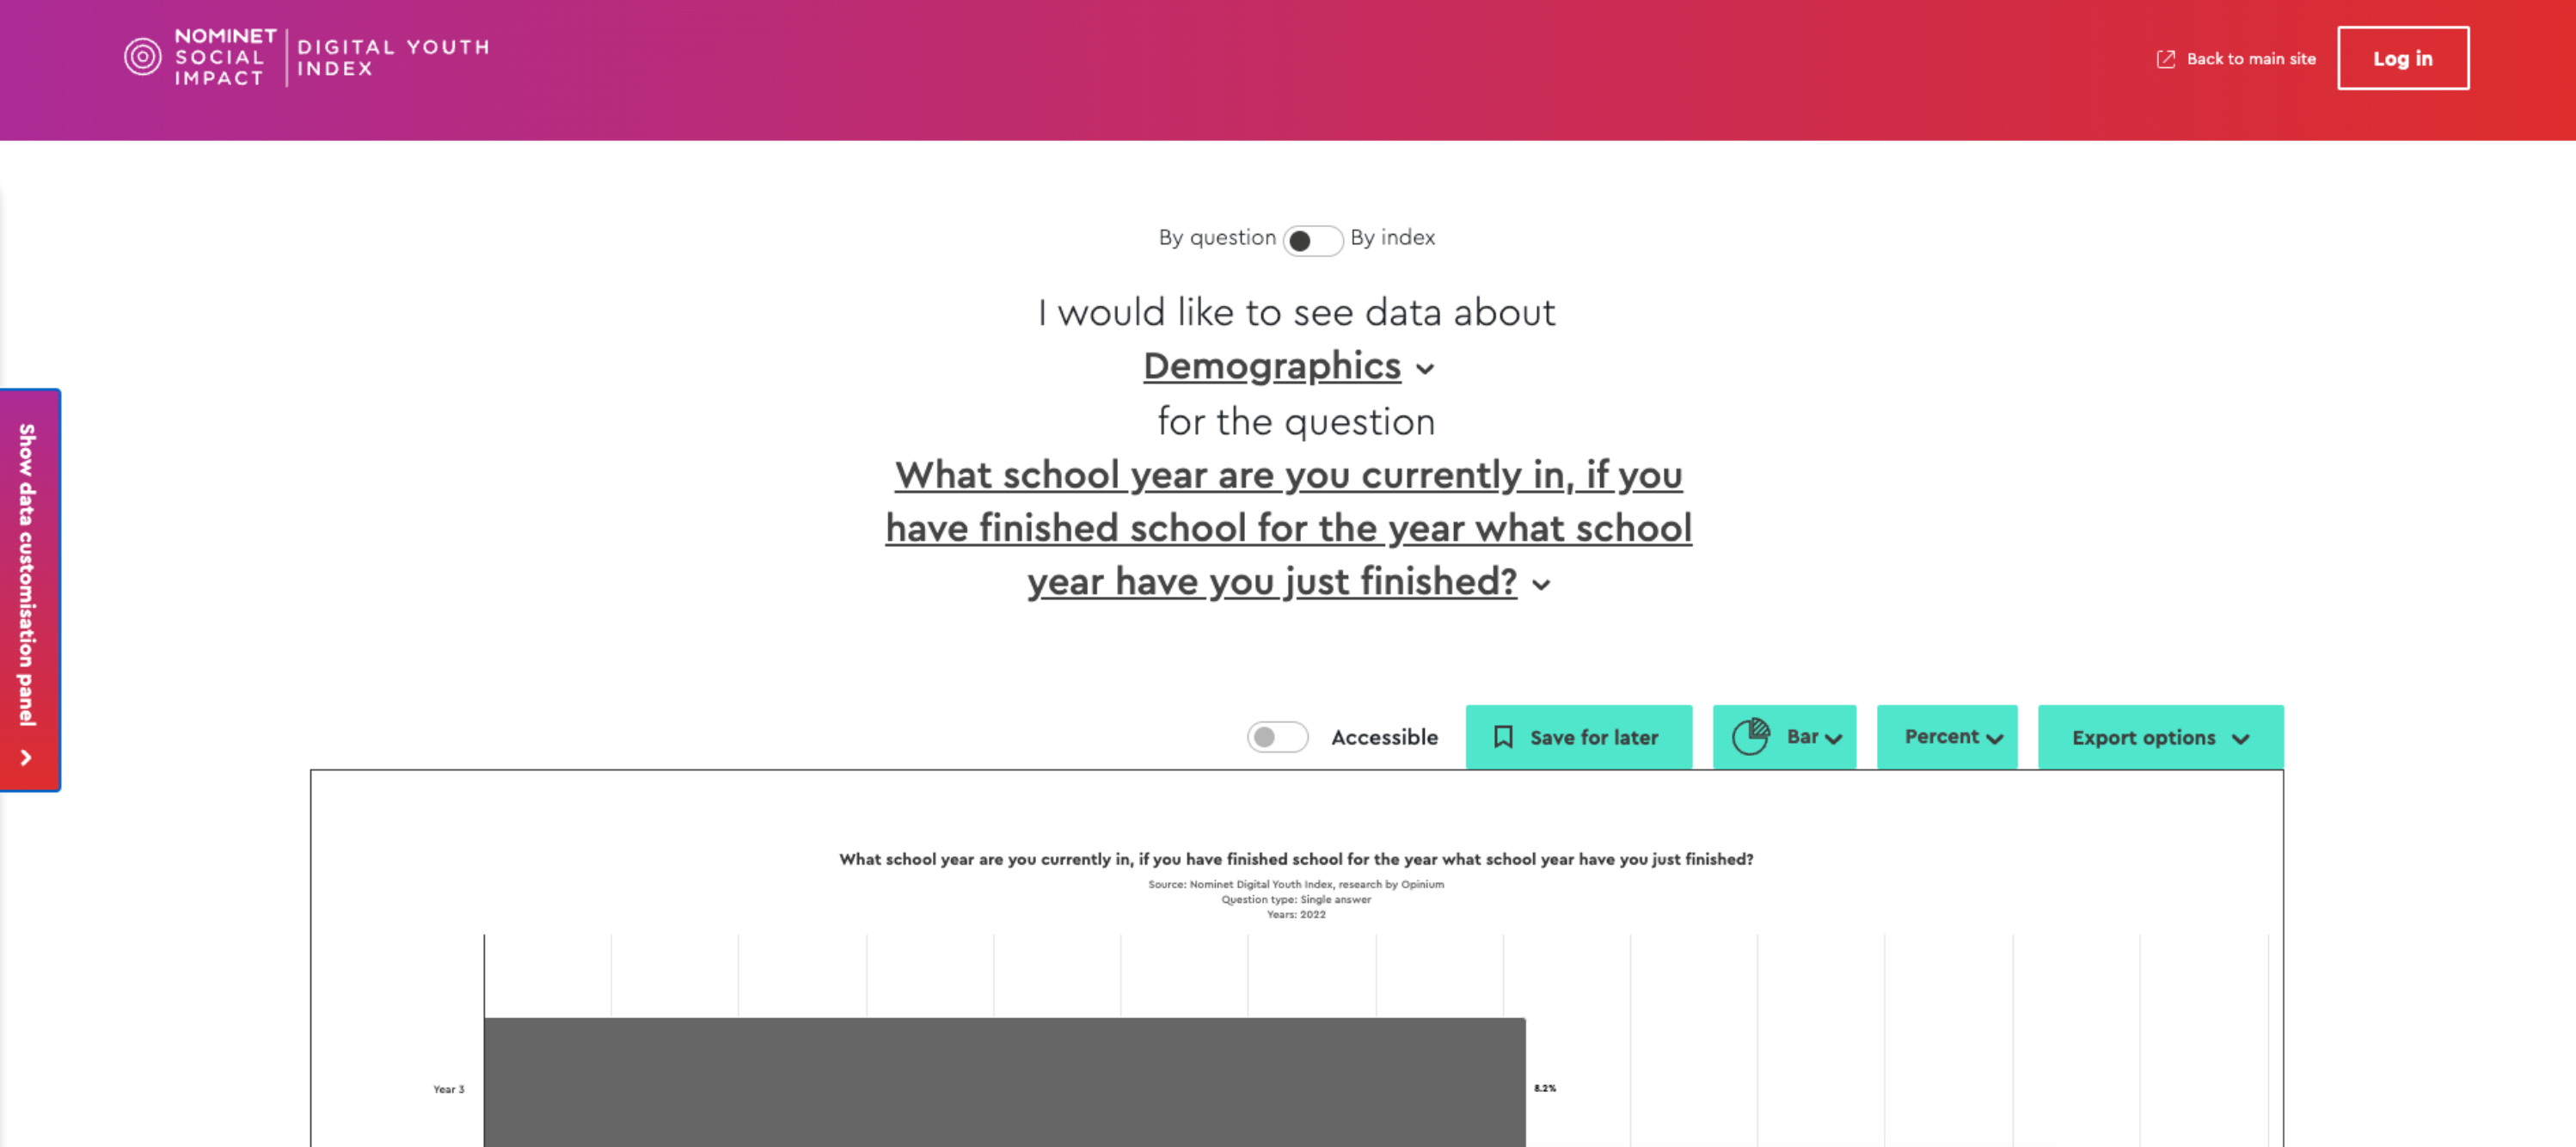 NOMINET
SOCIAL
IMPACT
DIGITAL YOUTH
INDEX
Back to main site
Log in
By question
By index
I would like to see data about
Demographics
for the question
What school year are you currently in, if you
have finished school for the year what school
year have you just finished?
Show data customisation panel
Accessible
Save for later
Bar
Percent
Export options
What school year are you currently in, if you have finished school for the year what school year have you just finished?
Source: Nominet Digital Youth Index, research by Opinium
Question type: Single answer
Years: 2022
Year 3
8.2%